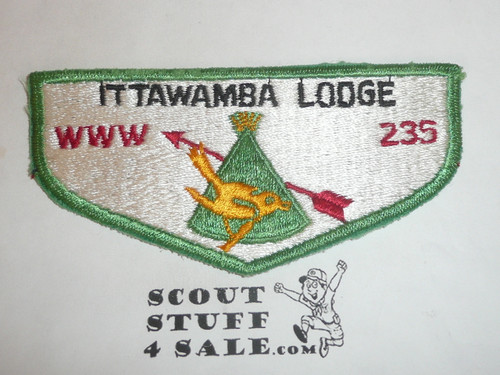 ITTAWAMBA LODGE
WWW 235
SCOUT
STUFF
4 SALE.com